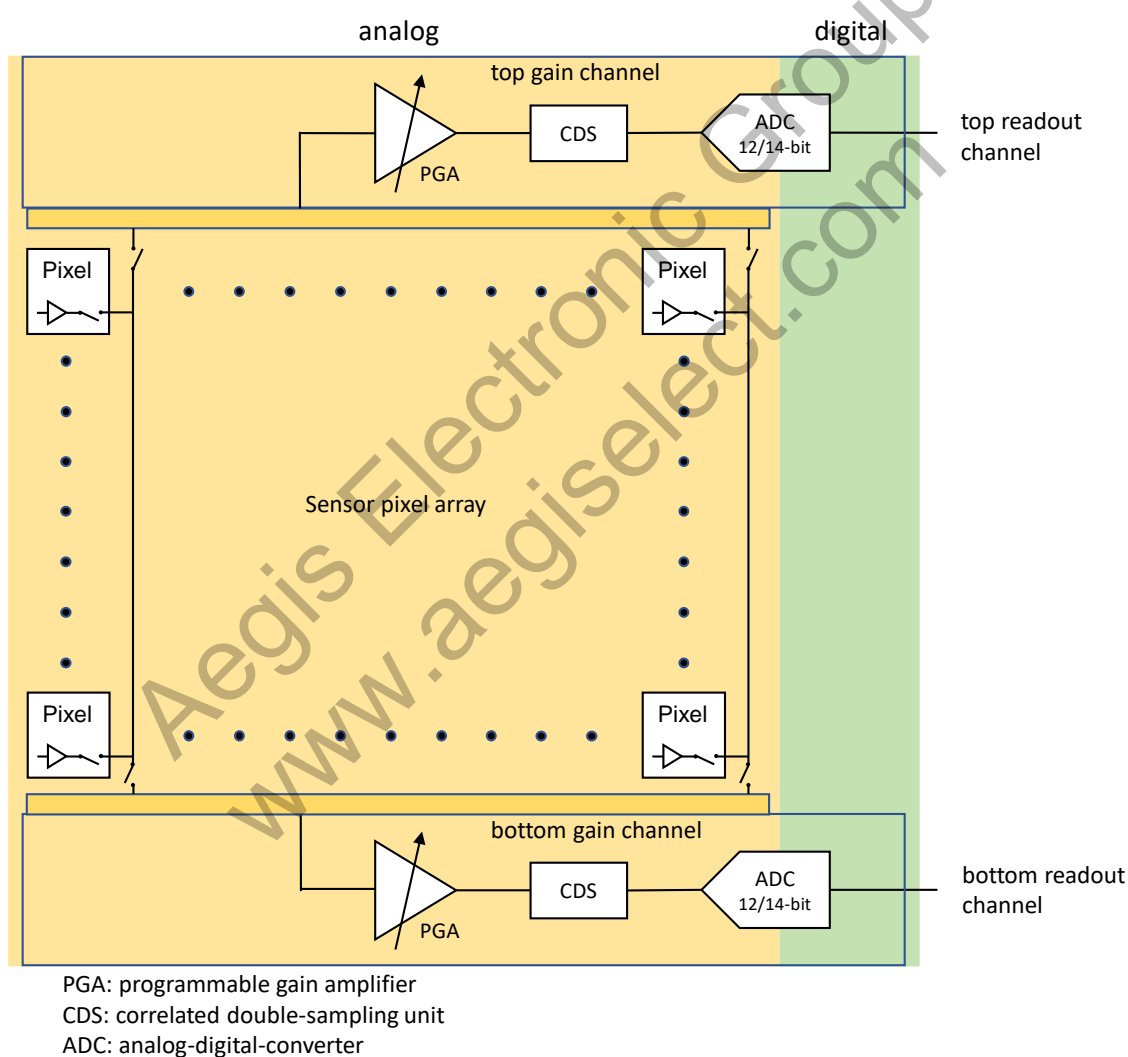 analog
digital
top gain channel
PGA
CDS
ADC
12/14-bit
top readout
channel
Pixel
Pixel
Sensor pixel array
Aegis Electronic Group
www.aegiselect.com
Pixel
Pixel
bottom gain channel
PGA
CDS
ADC
12/14-bit
bottom readout
channel
PGA: programmable gain amplifier
CDS: correlated double-sampling unit
ADC: analog-digital-converter